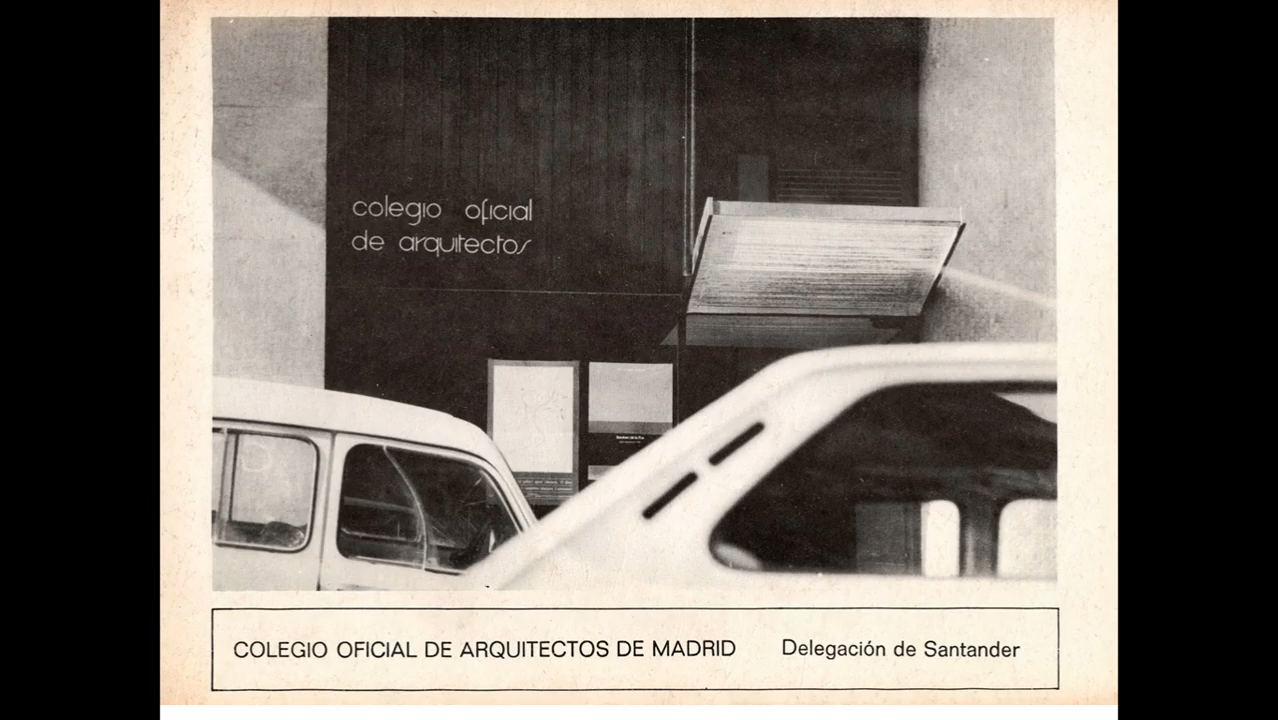 colegio oficial
de arquitectos
COLEGIO OFICIAL DE ARQUITECTOS DE MADRID Delegación de Santander